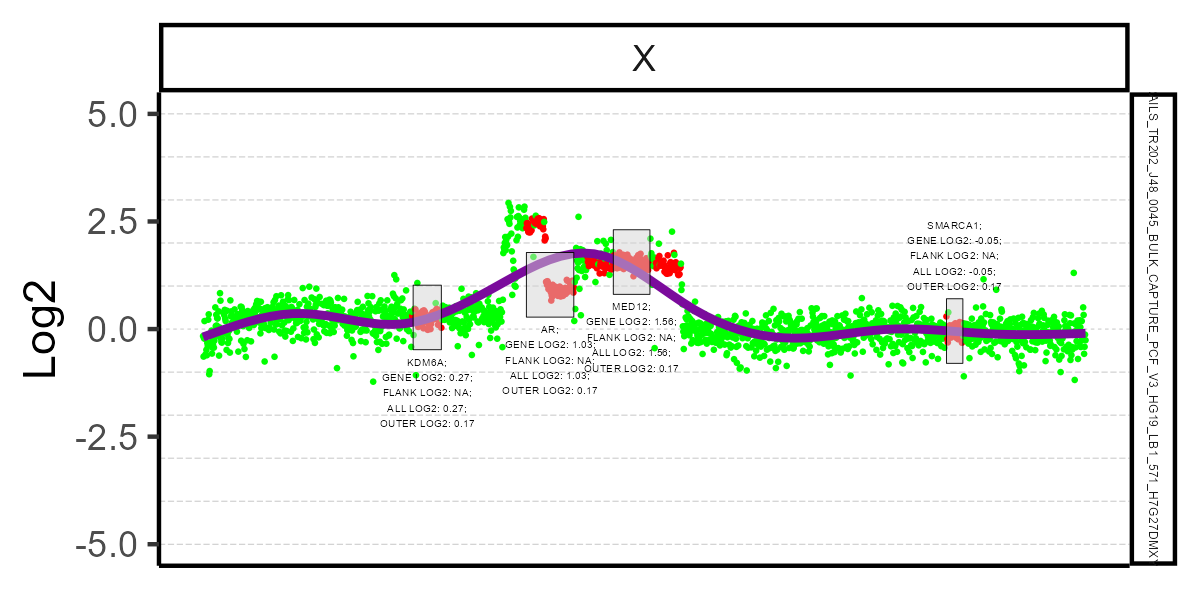 X
Log2
5.0
2.5
0.0
-2.5
-5.0
KDM6A;
GENE LOG2: 0.27;
FLANK LOG2: NA;
ALL LOG2: 0.27;
OUTER LOG2: 0.17
AR;
GENE LOG2: 1.03;
FLANK LOG2: NA;
ALL LOG2: 1.03;
OUTER LOG2: 0.17
MED12;
GENE LOG2: 1.56;
FLANK LOG2: NA;
ALL LOG2: 1.56;
OUTER LOG2: 0.17
SMARCA1;
GENE LOG2: -0.05;
FLANK LOG2: NA;
ALL LOG2: -0.05;
OUTER LOG2: 0.17
AILS_TR202_J48_0045_BULK_CAPTURE_PCF_V3_HG19_LB1_571_H7G27DMX